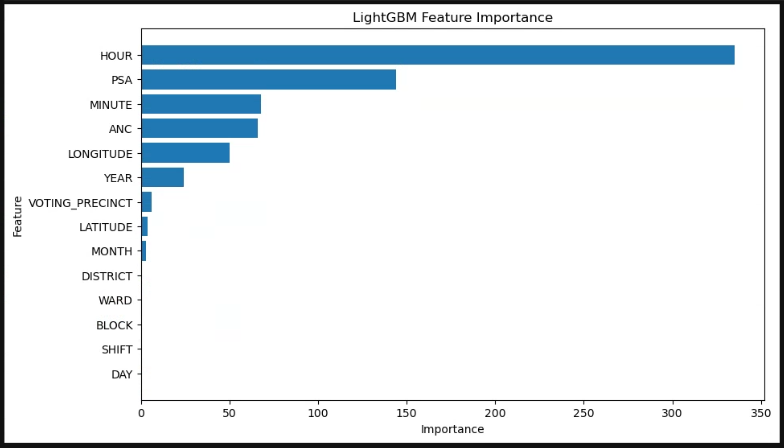 LightGBM Feature Importance
HOUR
PSA
MINUTE
ANC
LONGITUDE
YEAR
VOTING_PRECINCT
LATITUDE
MONTH
DISTRICT
WARD
BLOCK
SHIFT
DAY
Feature
0 50 100 150 200 250 300 350
Importance